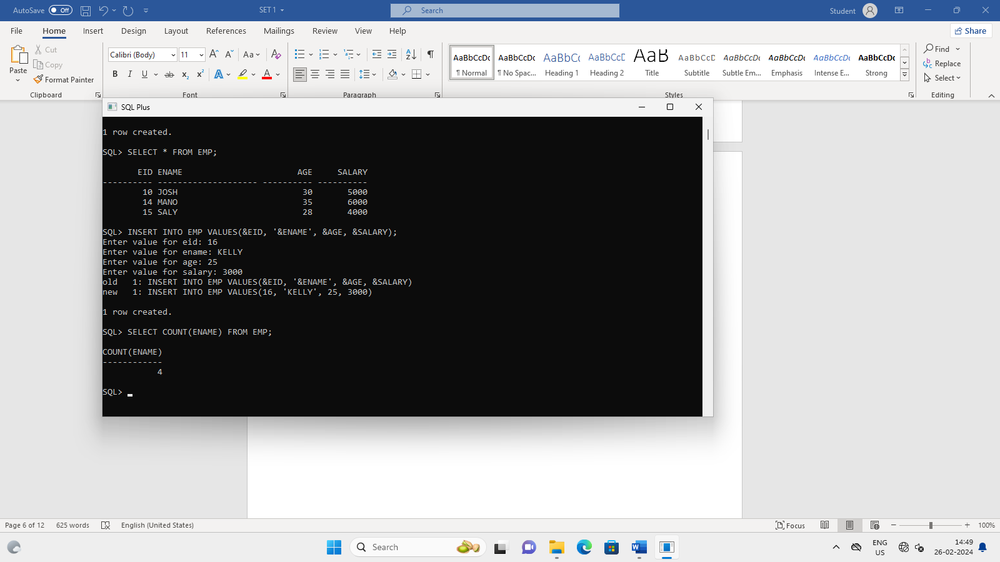 AutoSave Off
SET 1
Search
Student
File Home Insert Design Layout References Mailings Review View Help
Share
Paste
Cut
Copy
Format Painter
Clipboard
Calibri (Body) 11
Font
Paragraph
AaBbCcDc AaBbCcDc AaBbCc AaBbCcD AaB AaBbCcD AaBbCcDc AaBbCcDc AaBbCcDc AaBbCcDc
¶ Normal ¶ No Spac... Heading 1 Heading 2 Title Subtitle Subtle Em... Emphasis Intense E... Strong
Styles
Find
Replace
Select
Editing
SQL Plus
1 row created.
SQL> SELECT * FROM EMP;
EID ENAME AGE SALARY
---------- -------------------- ---------- ----------
10 JOSH 30 5000
14 MANO 35 6000
15 SALY 28 4000
SQL> INSERT INTO EMP VALUES(&EID, '&ENAME', &AGE, &SALARY);
Enter value for eid: 16
Enter value for ename: KELLY
Enter value for age: 25
Enter value for salary: 3000
old 1: INSERT INTO EMP VALUES(&EID, '&ENAME', &AGE, &SALARY)
new 1: INSERT INTO EMP VALUES(16, 'KELLY', 25, 3000)
1 row created.
SQL> SELECT COUNT(ENAME) FROM EMP;
COUNT(ENAME)
------------
4
SQL>
Page 6 of 12 625 words English (United States)
Focus
100%
Search
ENG
US
14:49
26-02-2024